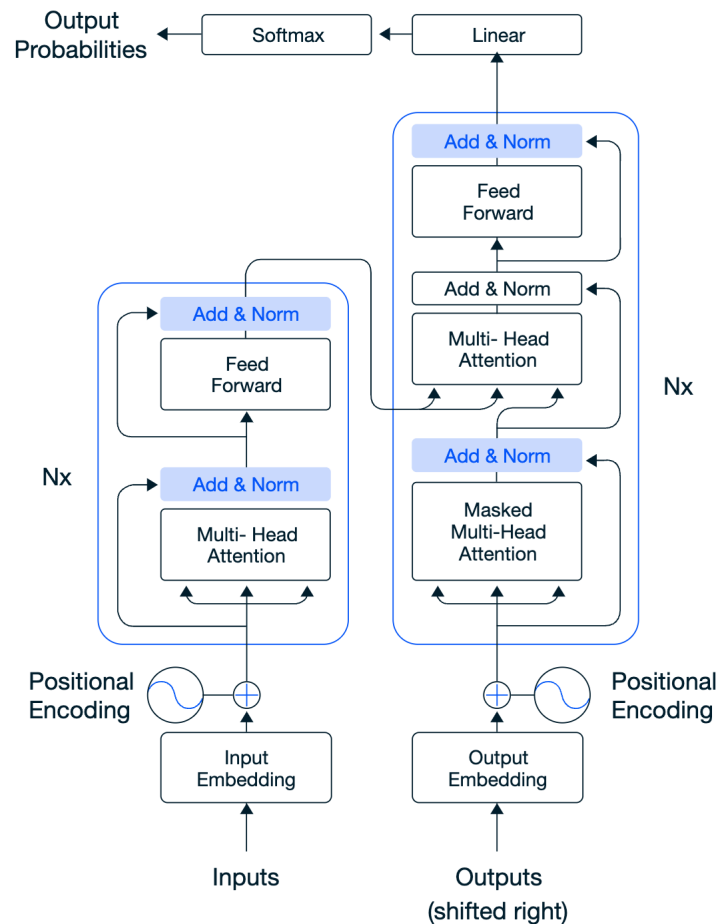 Output
Probabilities
Softmax
Linear
Add & Norm
Feed
Forward
Add & Norm
Multi- Head
Attention
Nx
Add & Norm
Masked
Multi-Head
Attention
Add & Norm
Feed
Forward
Nx
Add & Norm
Multi- Head
Attention
Positional
Encoding
Positional
Encoding
Input
Embedding
Output
Embedding
Inputs
Outputs
(shifted right)